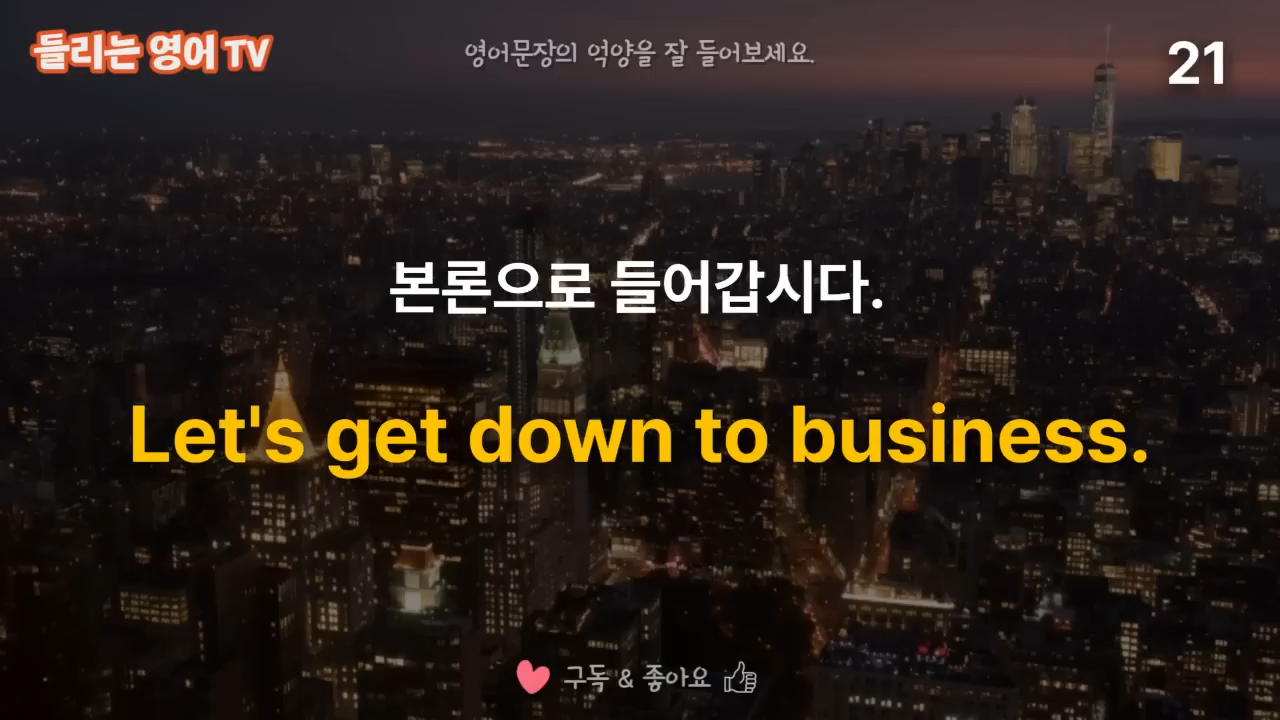 들리는 영어 TV
영어문장의 억양을 잘 들어보세요.
21
본론으로 들어갑시다.
Let's get down to business.
구독 & 좋아요